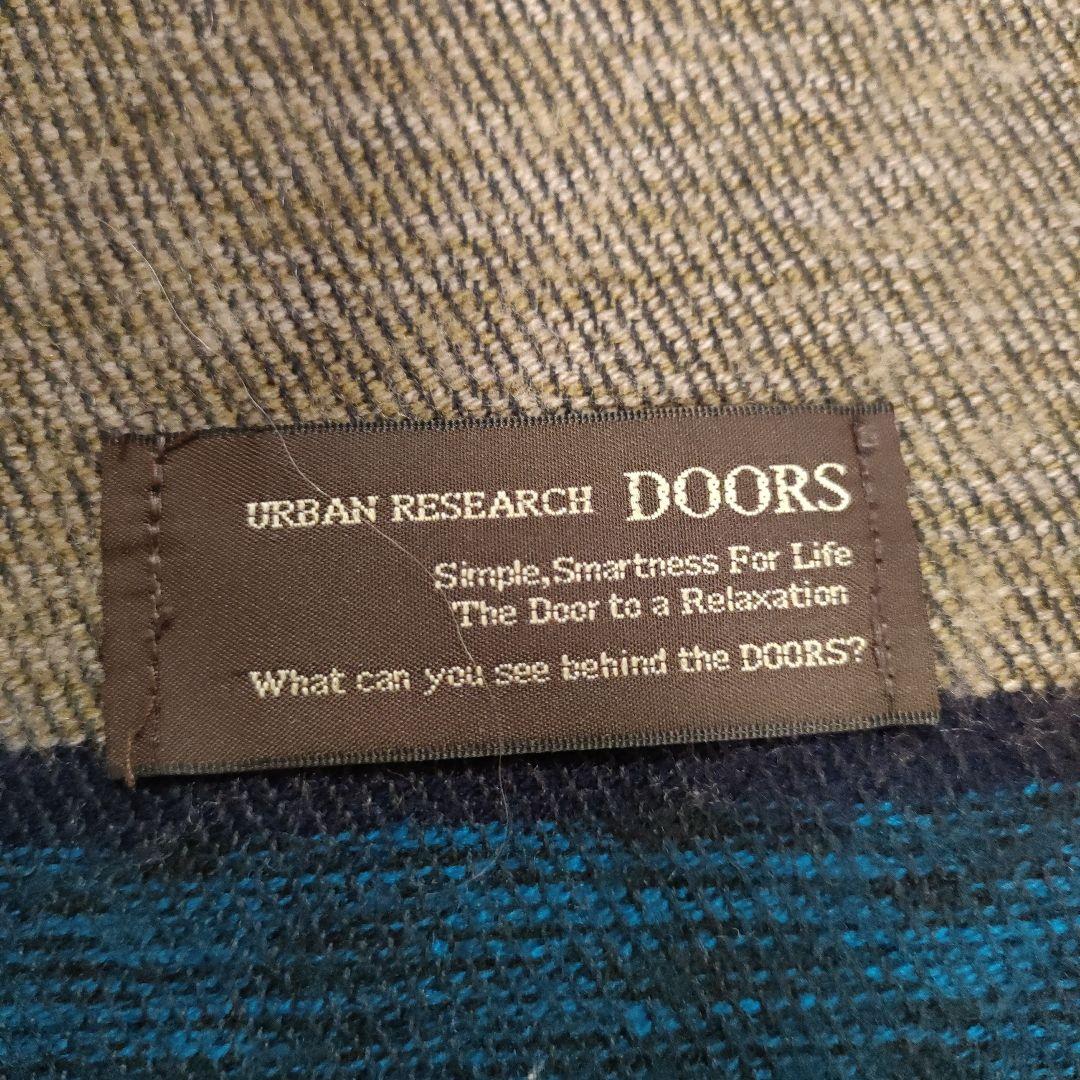 URBAN RESEARCH DOORS
Simple,Smartness For Life
The Door to a Relaxation
What can you see behind the DOORS?